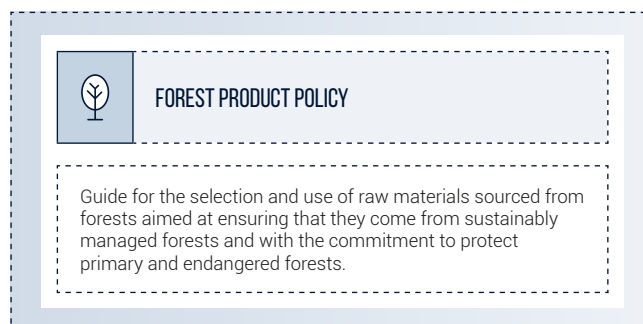 FOREST PRODUCT POLICY
Guide for the selection and use of raw materials sourced from
forests aimed at ensuring that they come from sustainably
managed forests and with the commitment to protect
primary and endangered forests.